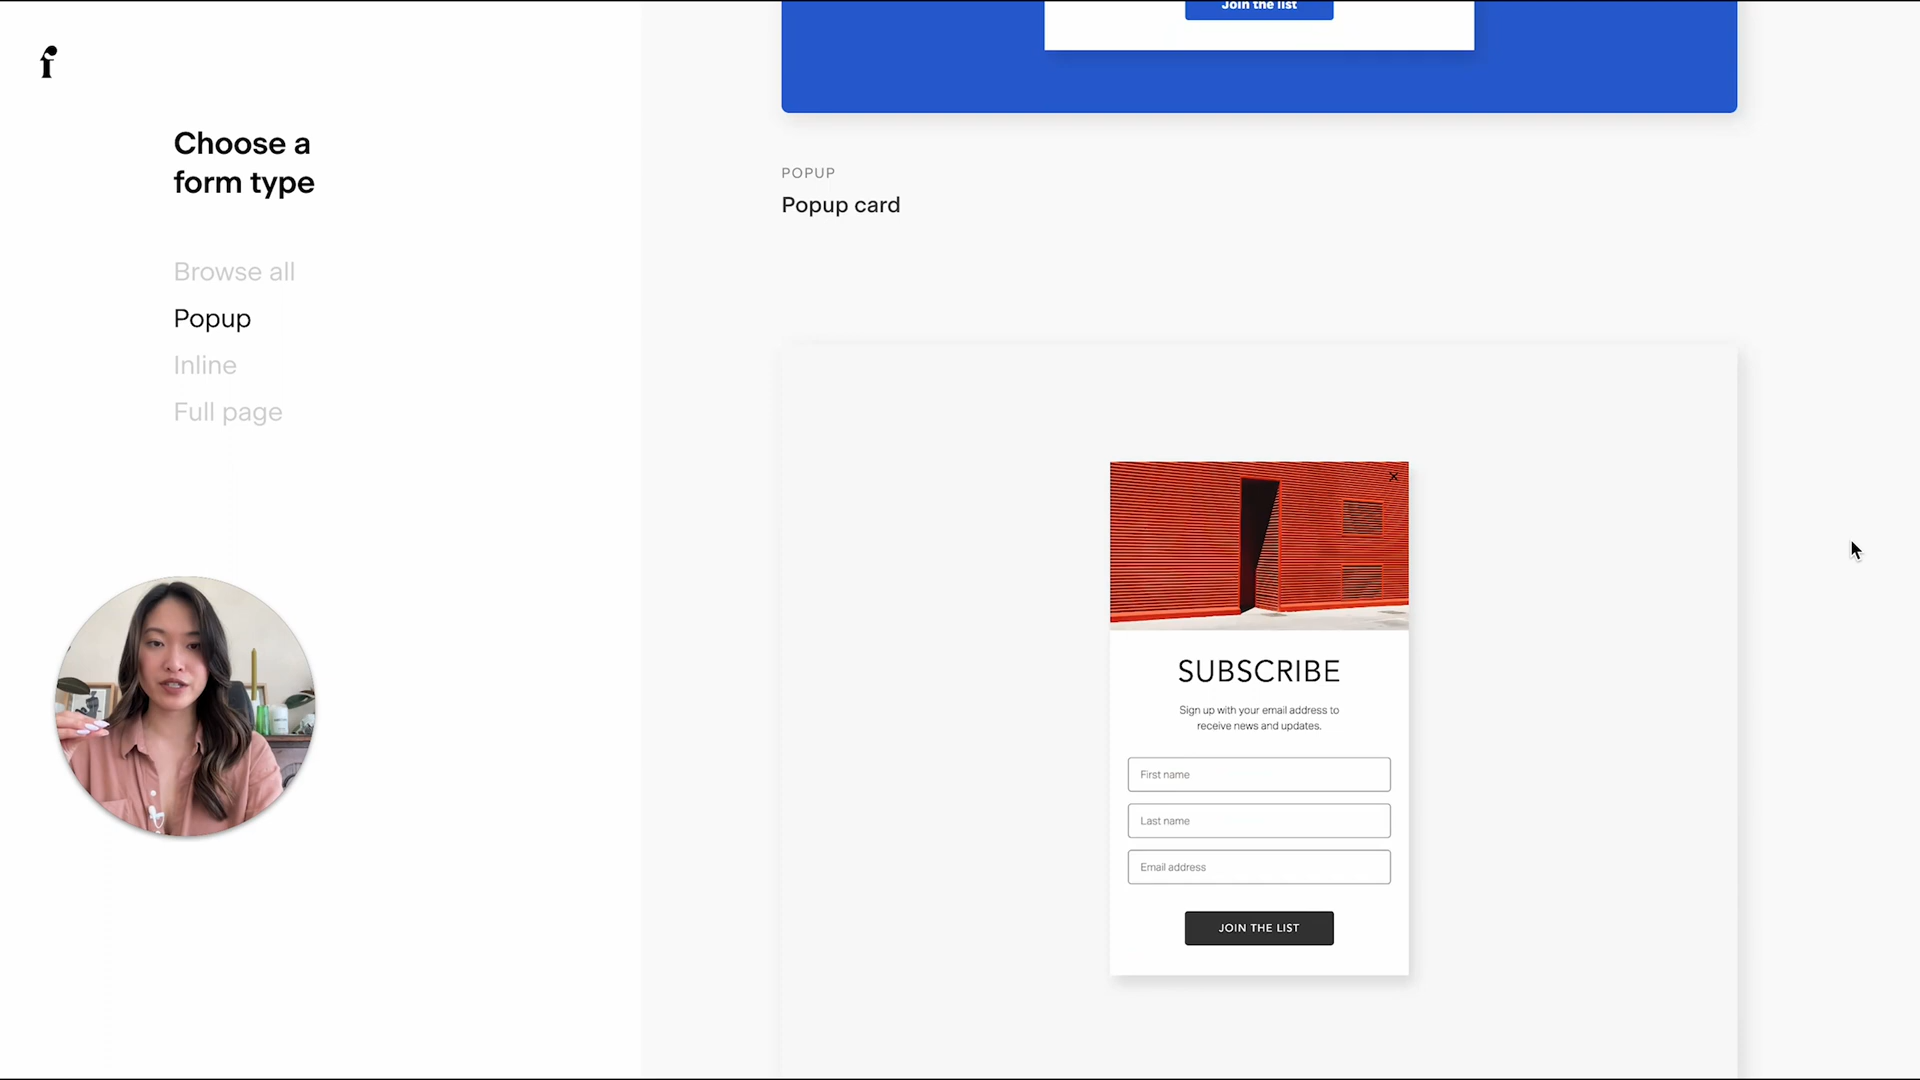 f
Choose a
form type
Browse all
Popup
Inline
Full page
Join the list
POPUP
Popup card
SUBSCRIBE
Sign up with your email address to
receive news and updates.
First name
Last name
Email address
JOIN THE LIST